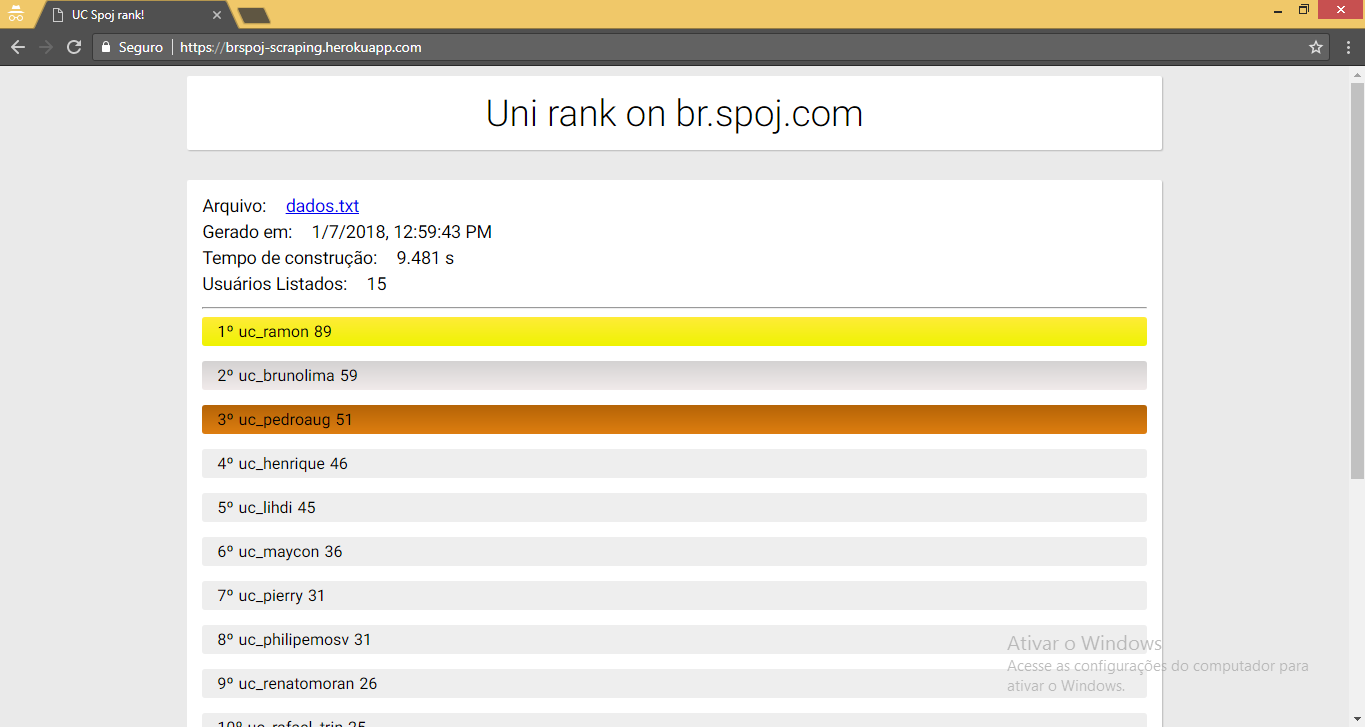 UC Spoj rank!
Seguro https://brspoj-scraping.herokuapp.com
Uni rank on br.spoj.com
Arquivo: dados.txt
Gerado em: 1/7/2018, 12:59:43 PM
Tempo de construção: 9.481 s
Usuários Listados: 15
1º uc_ramon 89
2º uc_brunolima 59
3º uc_pedroaug 51
4º uc_henrique 46
5º uc_lihdi 45
6º uc_maycon 36
7º uc_pierry 31
8º uc_philipemosv 31
9º uc_renatomoran 26
10º uc_rafael_trin 25
Ativar o Windows
Acesse as configurações do computador para
ativar o Windows.